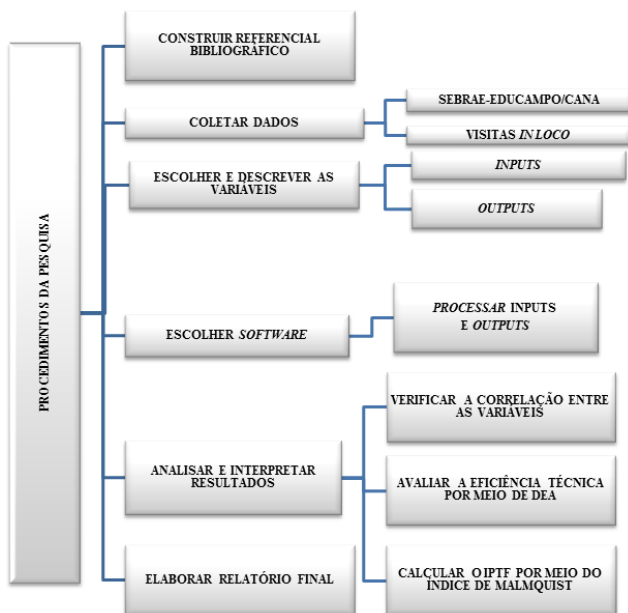 PROCEDIMENTOS DA PESQUISA
CONSTRUIR REFERENCIAL
BIBLIOGRÁFICO
COLETAR DADOS
SEBRAE-EDUCAMPO/CANA
VISITAS IN LOCO
ESCOLHER E DESCREVER AS
VARIÁVEIS
INPUTS
OUTPUTS
ESCOLHER SOFTWARE
PROCESSAR INPUTS
E OUTPUTS
ANALISAR E INTERPRETAR
RESULTADOS
VERIFICAR A CORRELAÇÃO ENTRE
AS VARIÁVEIS
AVALIAR A EFICIÊNCIA TÉCNICA
POR MEIO DE DEA
CALCULAR O IPTF POR MEIO DO
ÍNDICE DE MALMQUIST
ELABORAR RELATÓRIO FINAL